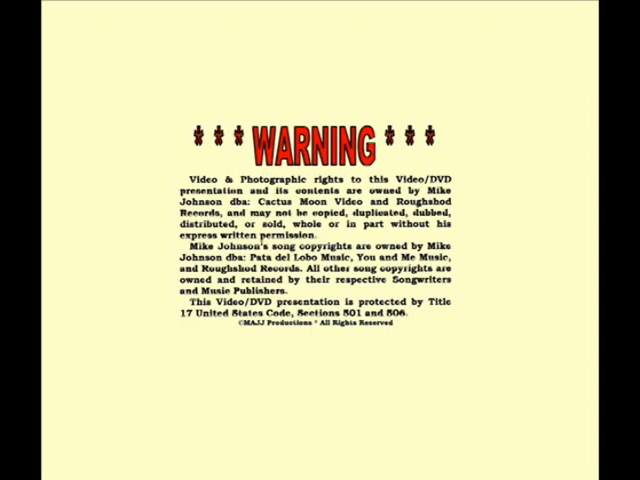 * * * WARNING * * *
Video & Photographic rights to this Video/DVD
presentation and its contents are owned by Mike
Johnson dba: Cactus Moon Video and Roughshod
Records, and may not be copied, duplicated, dubbed,
distributed, or sold, whole or in part without his
express written permission.
Mike Johnson's song copyrights are owned by Mike
Johnson dba: Pata del Lobo Music, You and Me Music,
and Roughshod Records. All other song copyrights are
owned and retained by their respective Songwriters
and Music Publishers.
This Video/DVD presentation is protected by Title
17 United States Code, Sections 501 and 506.
©MAJJ Productions * All Rights Reserved